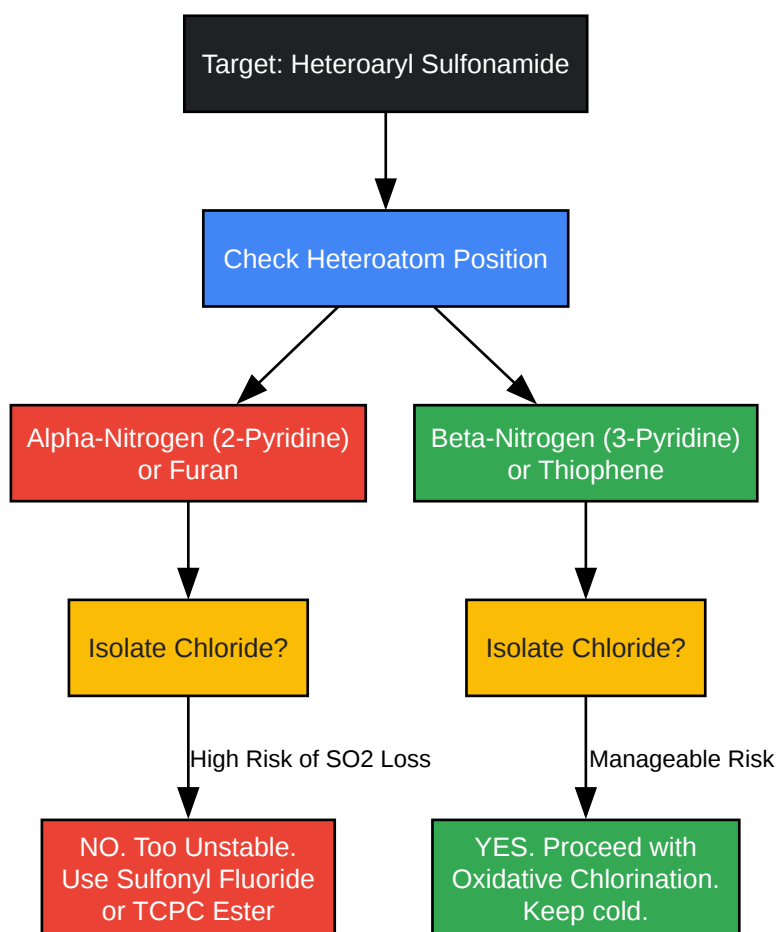 Target: Heteroaryl Sulfonamide
Check Heteroatom Position
Alpha-Nitrogen (2-Pyridine)
or Furan
Beta-Nitrogen (3-Pyridine)
or Thiophene
Isolate Chloride?
Isolate Chloride?
High Risk of SO2 Loss
Manageable Risk
NO. Too Unstable.
Use Sulfonyl Fluoride
or TCPC Ester
YES. Proceed with
Oxidative Chlorination.
Keep cold.